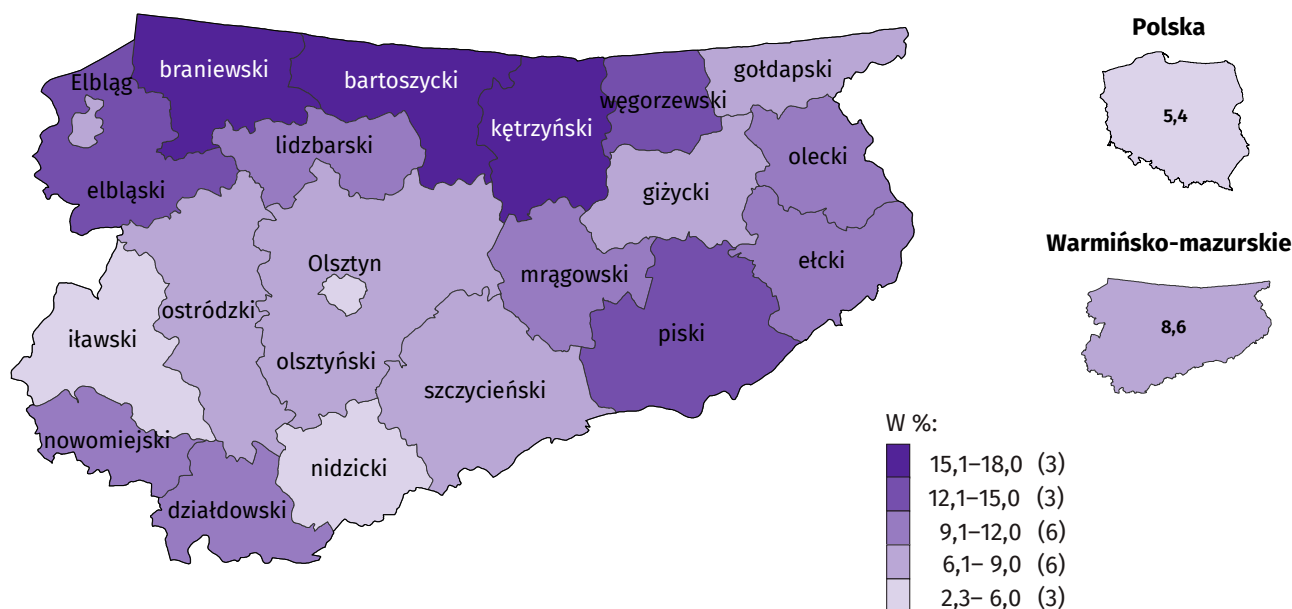 Polska
5,4
Elbląg
braniewski
bartoszycki
gołdapski
węgorzewski
kętrzyński
lidzbarski
olecki
elbląski
giżycki
Warmińsko-mazurskie
8,6
Olsztyn
mrągowski
ełcki
ostródzki
iławski
piski
olsztyński
szczycieński
nowomiejski
nidzicki
działdowski
W %:
15,1–18,0 (3)
12,1–15,0 (3)
9,1–12,0 (6)
6,1– 9,0 (6)
2,3– 6,0 (3)